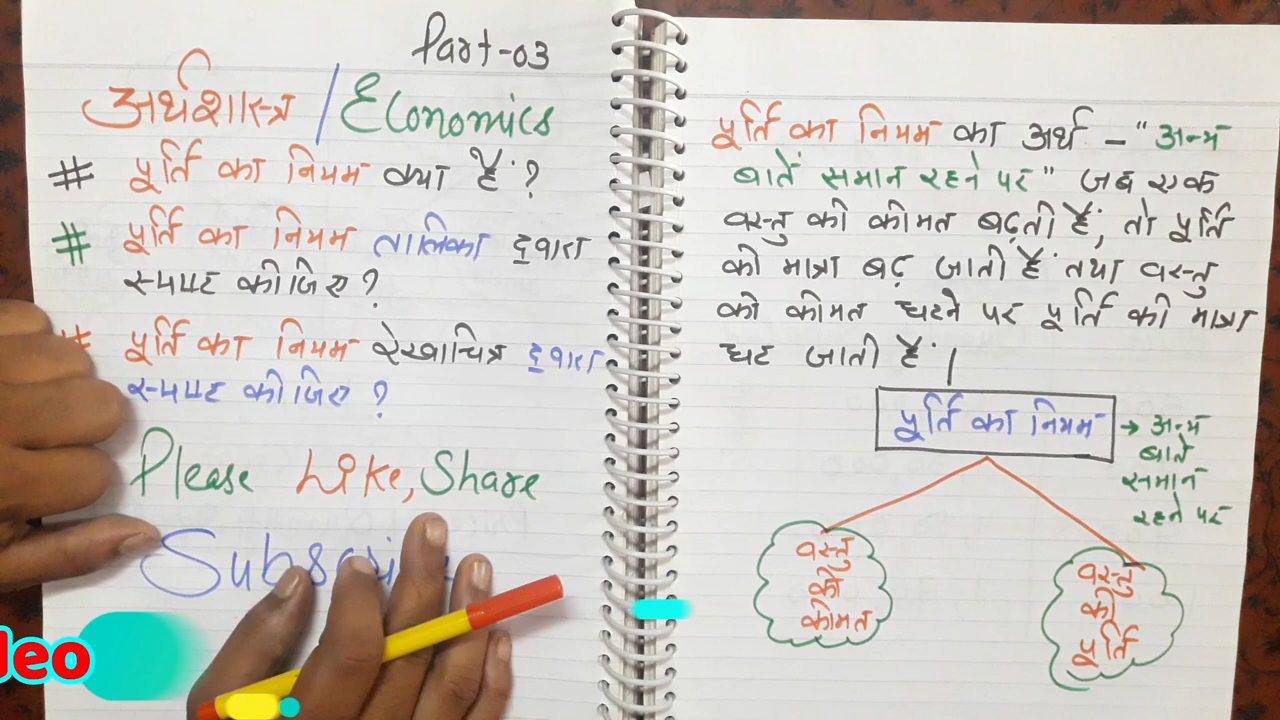 Part-03
अर्थशास्त्र / Economics
# पूर्ति का नियम क्या है ?
# पूर्ति का नियम तालिका द्वारा
स्पष्ट कीजिए ?
# पूर्ति का नियम रेखाचित्र द्वारा
स्पष्ट कीजिए ?
Please Like, Share
पूर्ति का नियम का अर्थ – "अन्य
बातें समान रहने पर" जब एक
वस्तु की कीमत बढ़ती है, तो पूर्ति
की मात्रा बढ़ जाती है तथा वस्तु
की कीमत घटने पर पूर्ति की मात्रा
घट जाती है |
पूर्ति का नियम → अन्य
बातें
समान
रहने पर
वस्तु
की
कीमत
वस्तु
की
पूर्ति